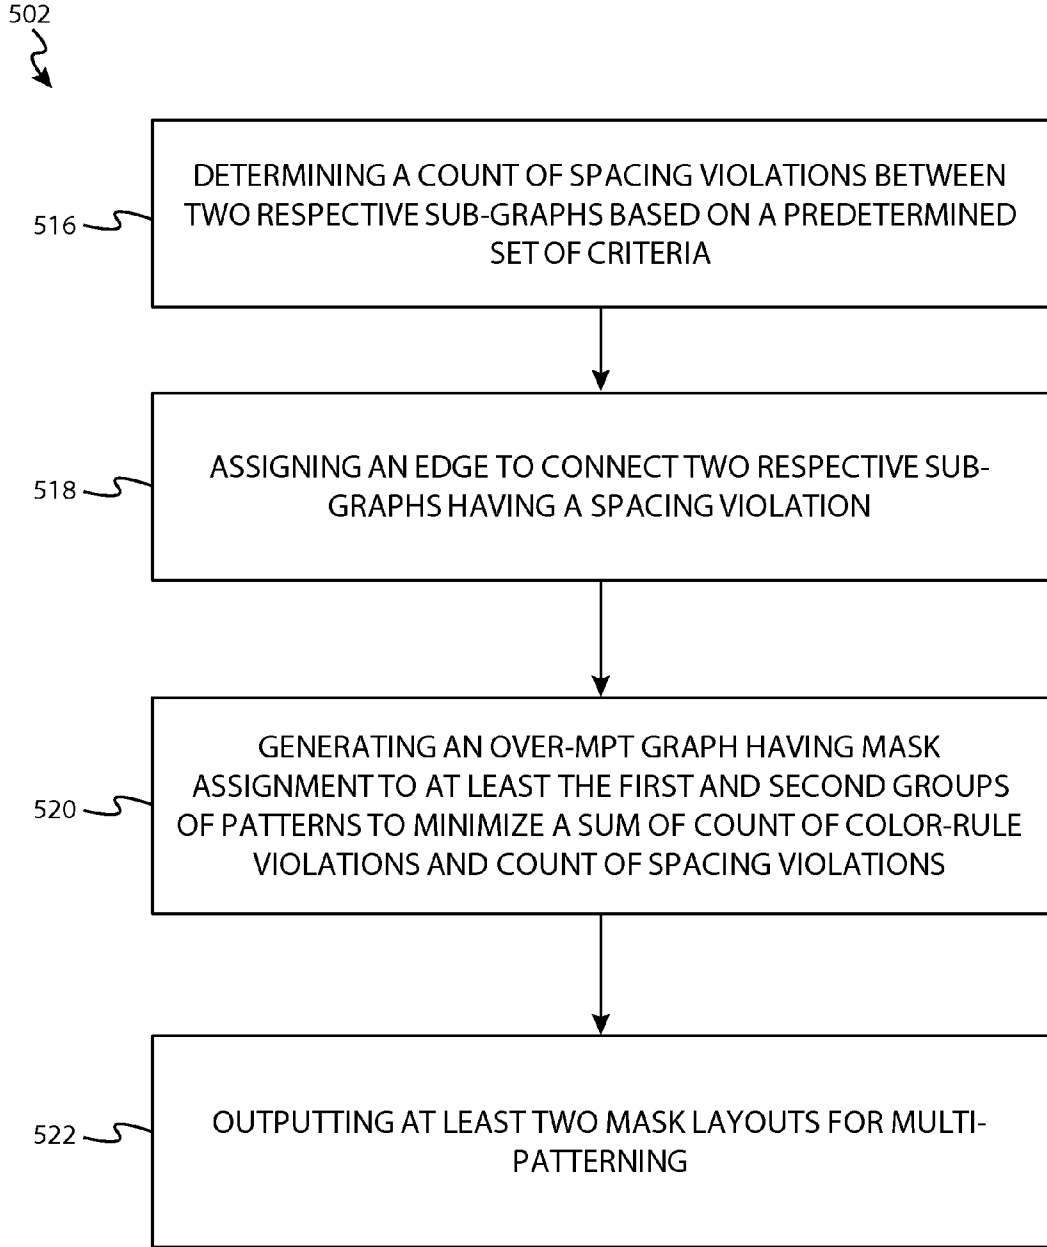 502
DETERMINING A COUNT OF SPACING VIOLATIONS BETWEEN
TWO RESPECTIVE SUB-GRAPHS BASED ON A PREDETERMINED
SET OF CRITERIA
516
ASSIGNING AN EDGE TO CONNECT TWO RESPECTIVE SUB-
GRAPHS HAVING A SPACING VIOLATION
518
GENERATING AN OVER-MPT GRAPH HAVING MASK
ASSIGNMENT TO AT LEAST THE FIRST AND SECOND GROUPS
OF PATTERNS TO MINIMIZE A SUM OF COUNT OF COLOR-RULE
VIOLATIONS AND COUNT OF SPACING VIOLATIONS
520
OUTPUTTING AT LEAST TWO MASK LAYOUTS FOR MULTI-
PATTERNING
522